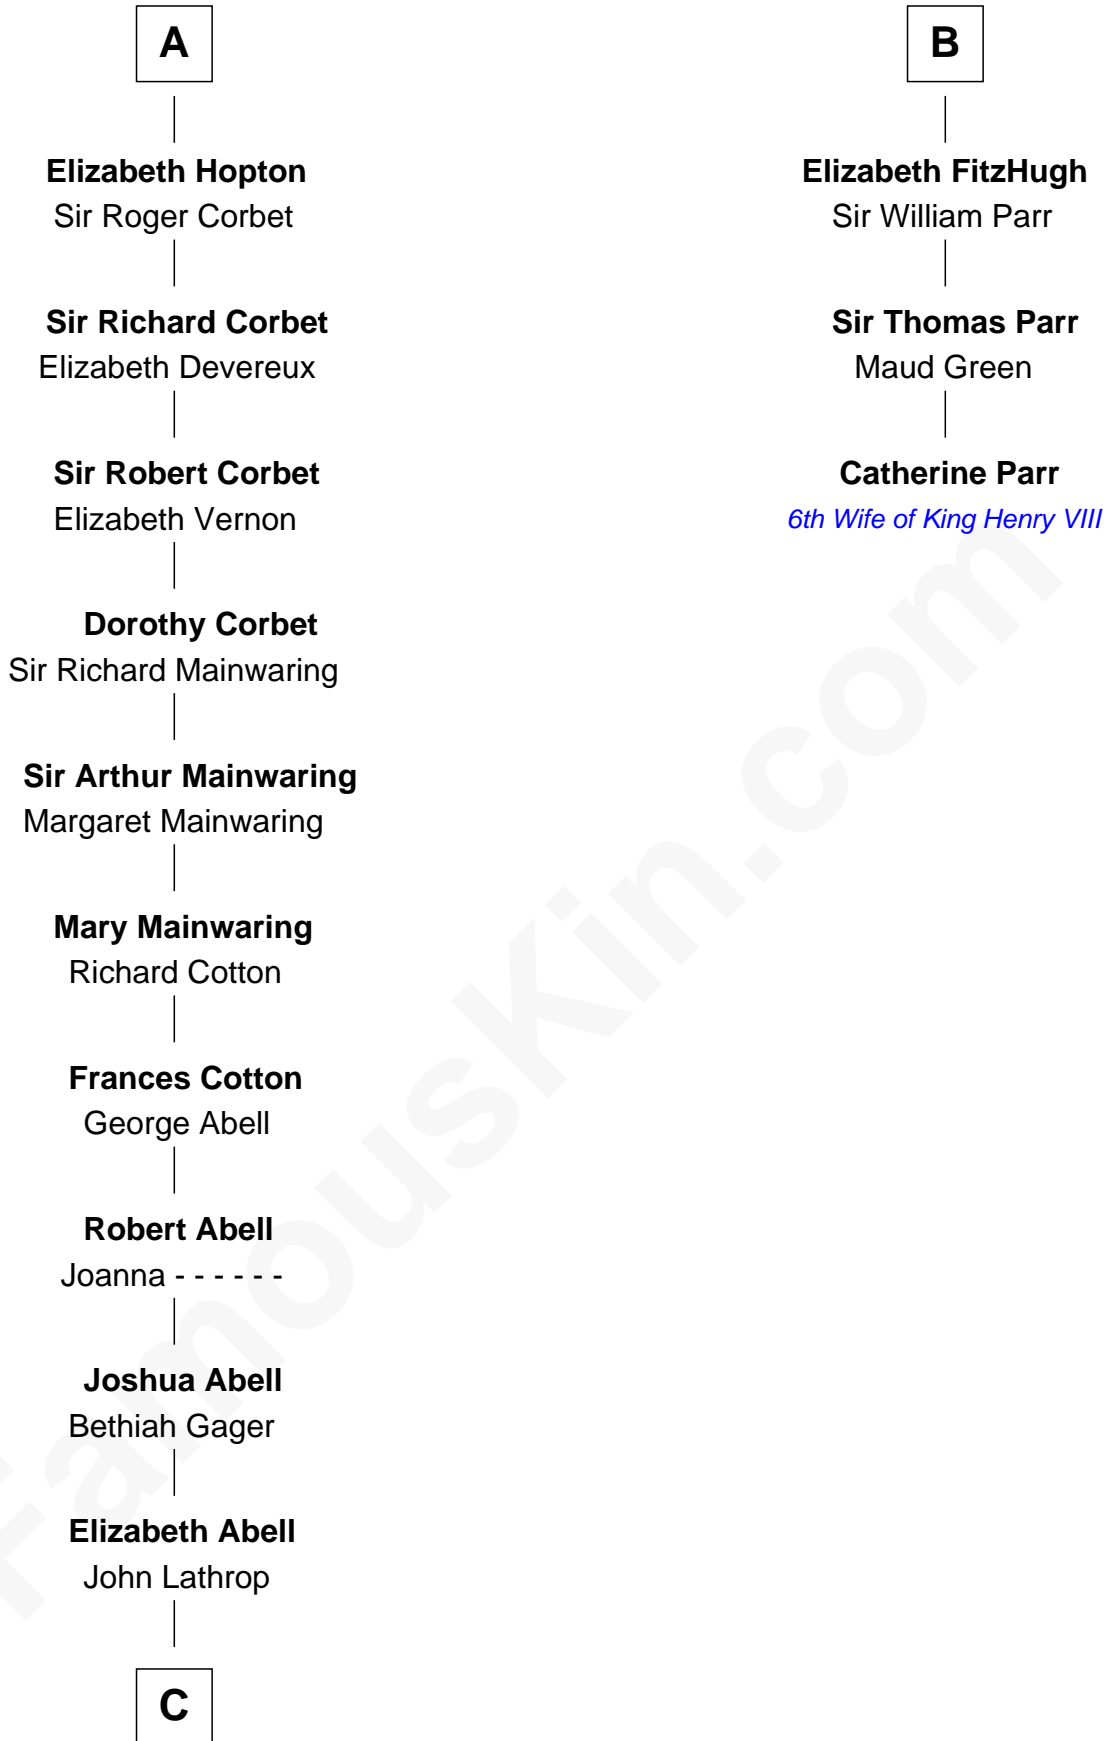 A
Elizabeth Hopton
Sir Roger Corbet
Sir Richard Corbet
Elizabeth Devereux
Sir Robert Corbet
Elizabeth Vernon
Dorothy Corbet
Sir Richard Mainwaring
Sir Arthur Mainwaring
Margaret Mainwaring
Mary Mainwaring
Richard Cotton
Frances Cotton
George Abell
Robert Abell
Joanna - - - - - -
Joshua Abell
Bethiah Gager
Elizabeth Abell
John Lathrop
C
B
Elizabeth FitzHugh
Sir William Parr
Sir Thomas Parr
Maud Green
Catherine Parr
6th Wife of King Henry VIII
FamousKin.com